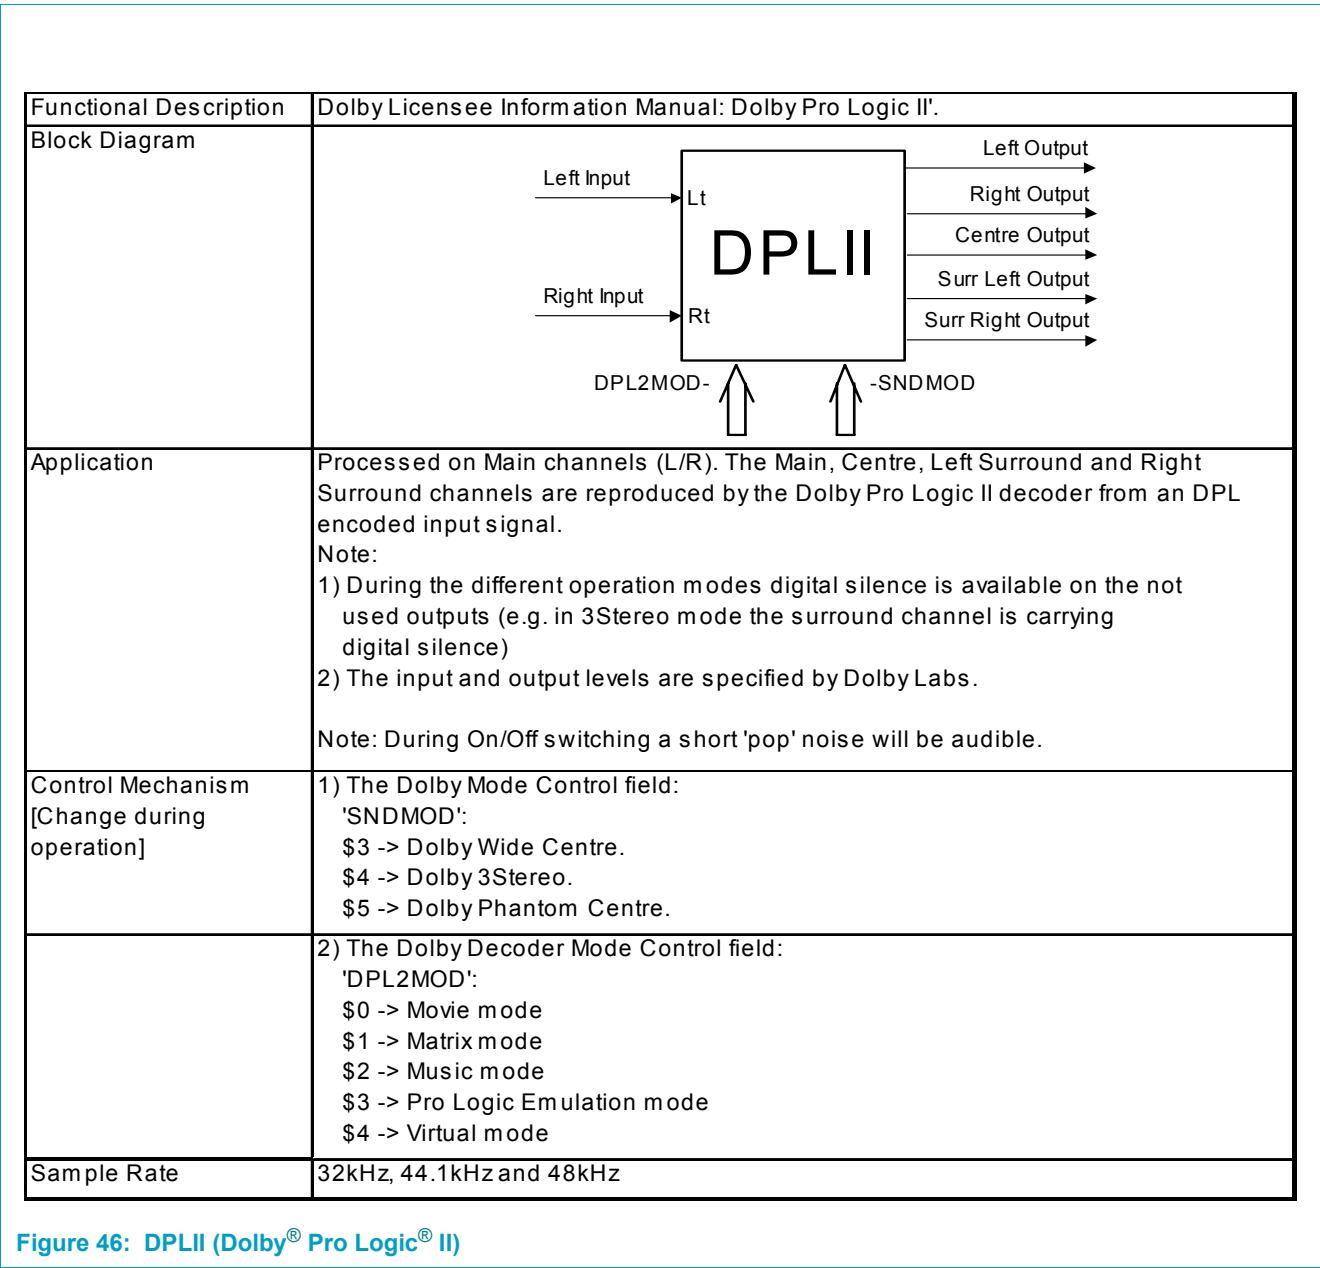 Functional Description
Dolby Licensee Information Manual: Dolby Pro Logic II'.
Block Diagram
Left Input
Right Input
Lt
Rt
DPLII
Left Output
Right Output
Centre Output
Surr Left Output
Surr Right Output
DPL2MOD-
-SNDMOD
Application
Processed on Main channels (L/R). The Main, Centre, Left Surround and Right
Surround channels are reproduced by the Dolby Pro Logic II decoder from an DPL
encoded input signal.
Note:
1) During the different operation modes digital silence is available on the not
used outputs (e.g. in 3Stereo mode the surround channel is carrying
digital silence)
2) The input and output levels are specified by Dolby Labs.
Note: During On/Off switching a short 'pop' noise will be audible.
Control Mechanism
[Change during
operation]
1) The Dolby Mode Control field:
'SNDMOD':
$3 -> Dolby Wide Centre.
$4 -> Dolby 3Stereo.
$5 -> Dolby Phantom Centre.
2) The Dolby Decoder Mode Control field:
'DPL2MOD':
$0 -> Movie mode
$1 -> Matrix mode
$2 -> Music mode
$3 -> Pro Logic Emulation mode
$4 -> Virtual mode
Sample Rate
32kHz, 44.1kHz and 48kHz
Figure 46: DPLII (Dolby® Pro Logic® II)